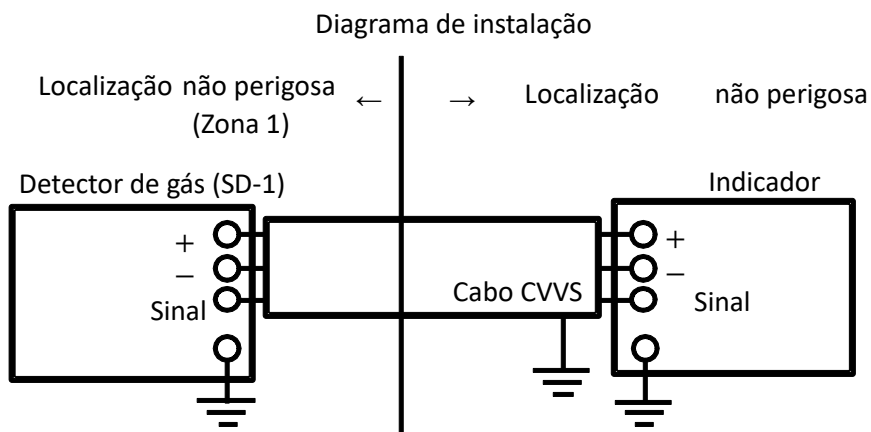 Diagrama de instalação
Localização não perigosa
(Zona 1)
← → Localização não perigosa
Detector de gás (SD-1)
Indicador
+
−
Sinal
Cabo CVVS
+
−
Sinal